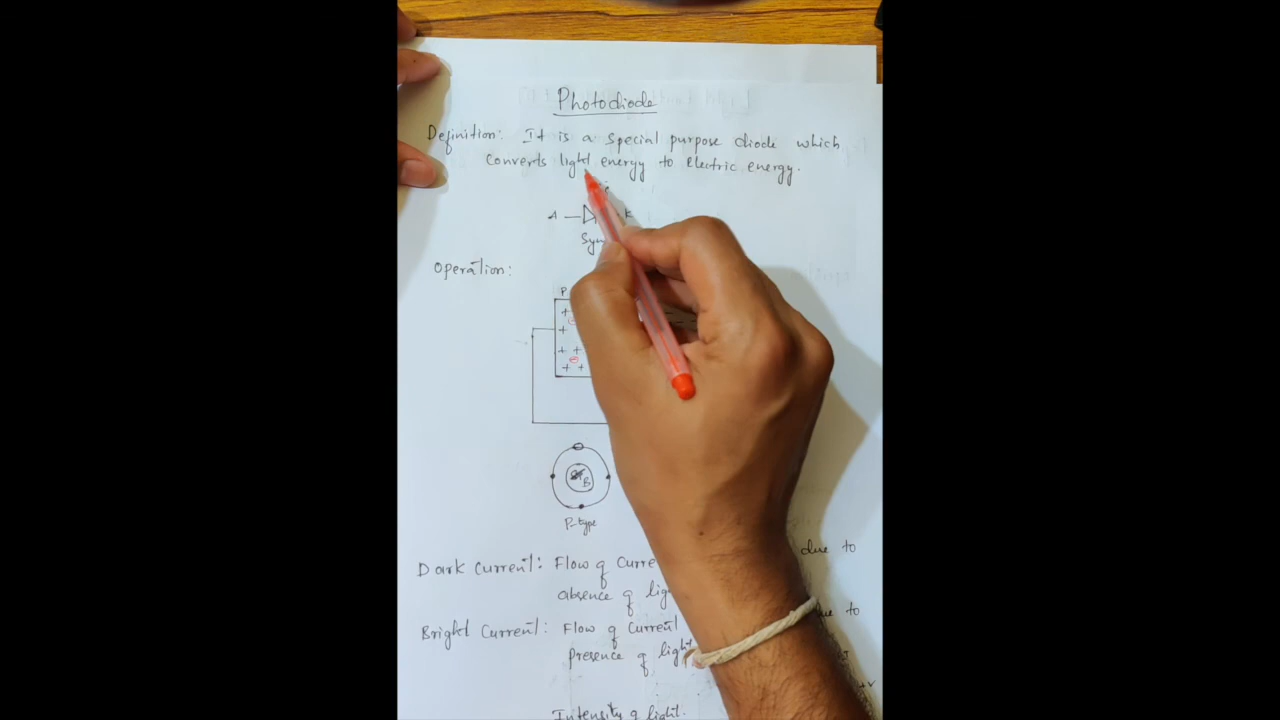 Photodiode
Definition: It is a special purpose diode which
converts light energy to Electric energy.
A K
Sym
Operation:
P
+
+
+ +
+ +
B
P-type
due to
Dark Current: Flow of Curre
absence of lig
due to
Bright Current: Flow of Current
presence of light
+V
Intensity of light.